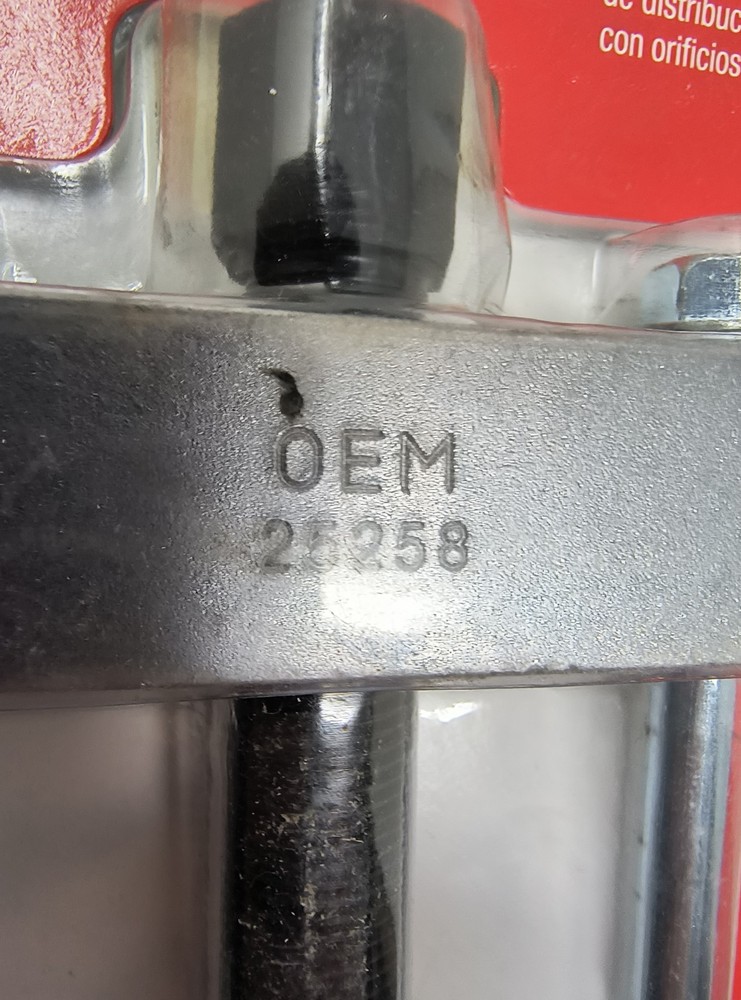 de distribuc
con orificios
OEM
25258